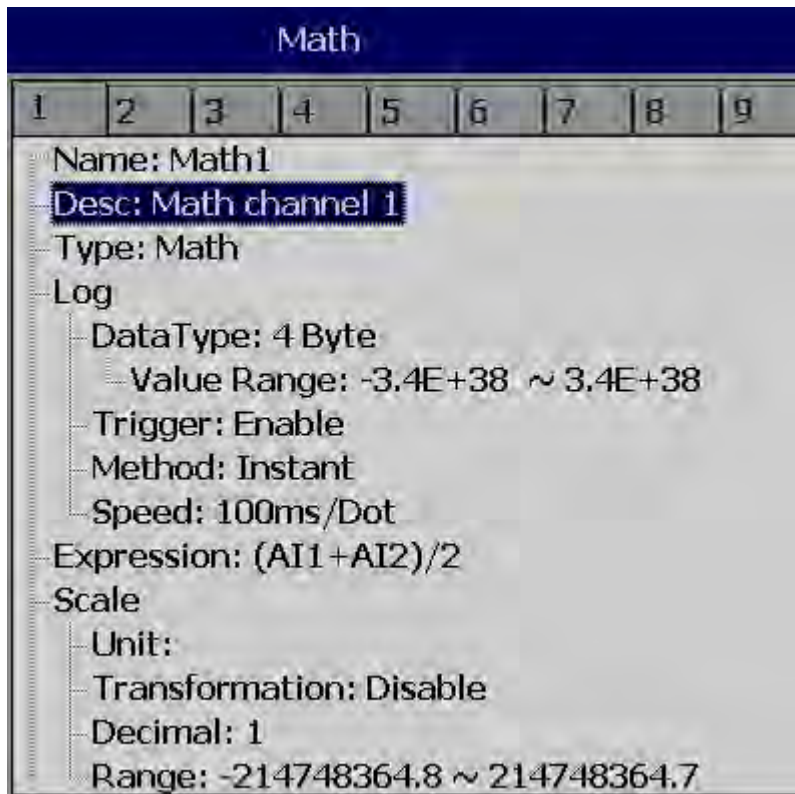 Math
1 2 3 4 5 6 7 8 9
Name: Math1
Desc: Math channel 1
Type: Math
Log
DataType: 4 Byte
Value Range: -3.4E+38 ~ 3.4E+38
Trigger: Enable
Method: Instant
Speed: 100ms/Dot
Expression: (AI1+AI2)/2
Scale
Unit:
Transformation: Disable
Decimal: 1
Range: -214748364.8 ~ 214748364.7